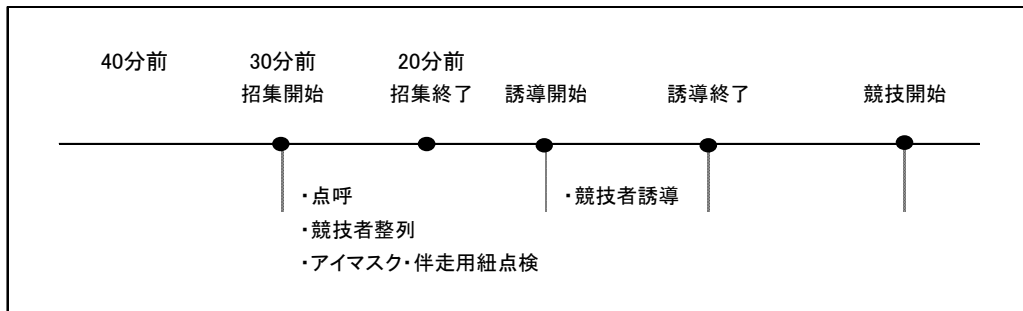 40分前 30分前 20分前
招集開始 招集終了 誘導開始 誘導終了 競技開始
・点呼 ・競技者誘導
・競技者整列
・アイマスク・伴走用紐点検